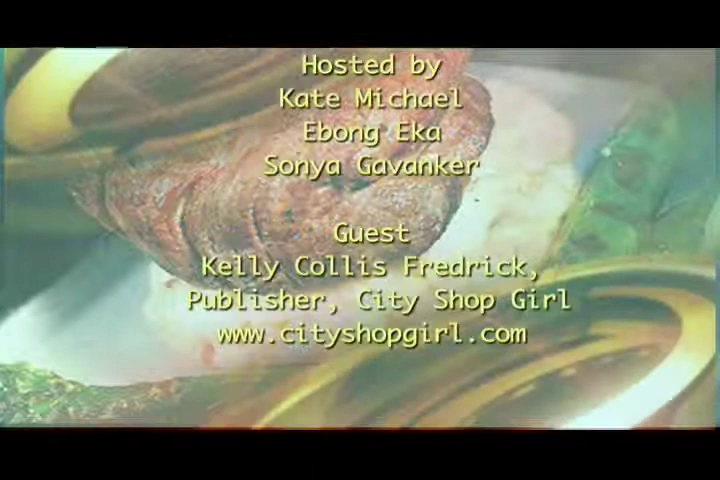 Hosted by
Kate Michael
Ebong Eka
Sonya Gavanker
Guest
Kelly Collis Fredrick,
Publisher, City Shop Girl
www.cityshopgirl.com